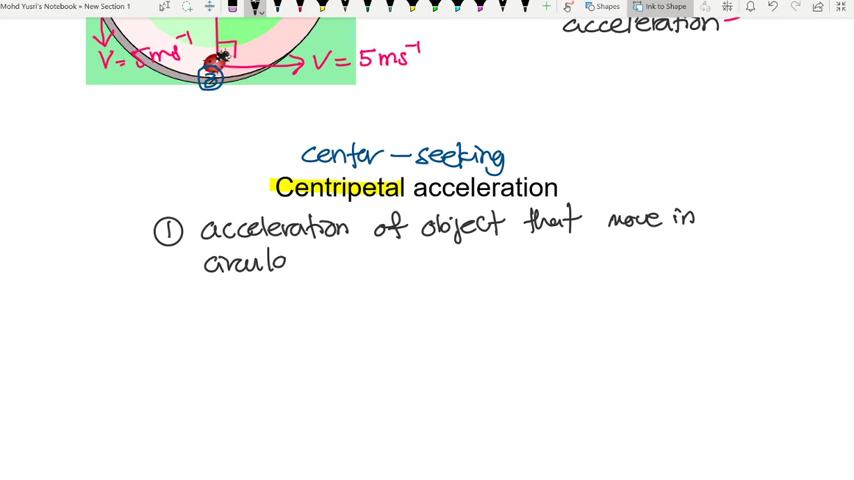 Mohd Yusri's Notebook » New Section 1
Shapes
Ink to Shape
acceleration
V = 5ms⁻¹
V = 5ms⁻¹
2
center - seeking
Centripetal acceleration
① acceleration of object that move in
circula